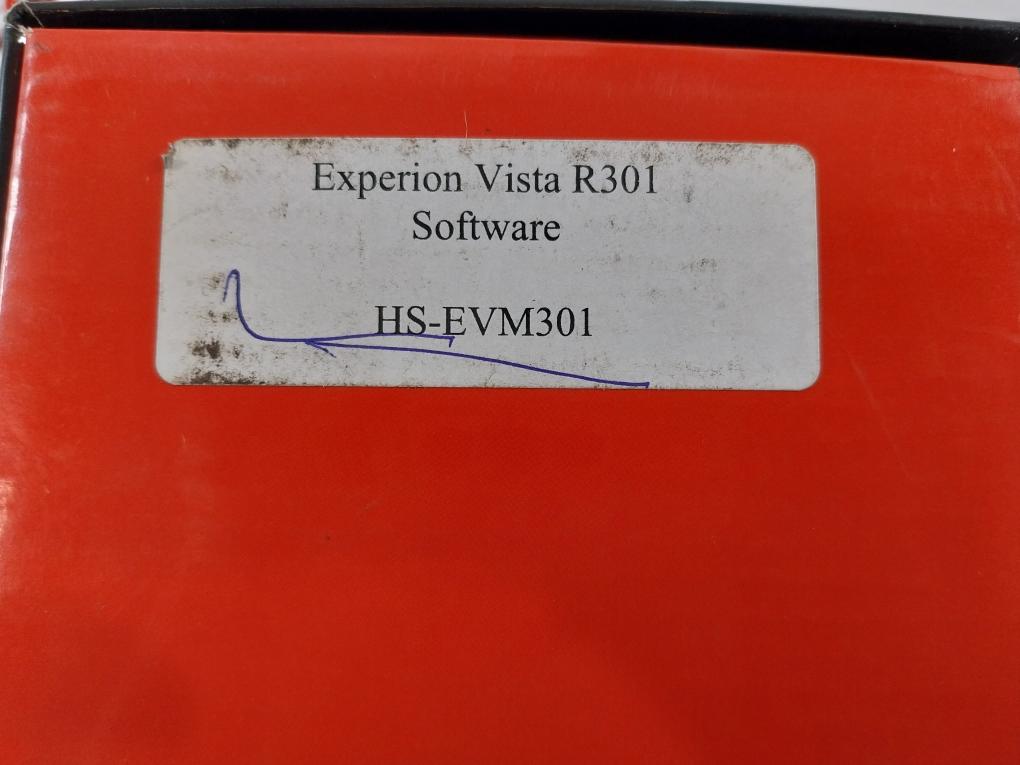 Experion Vista R301
Software
HS-EVM301